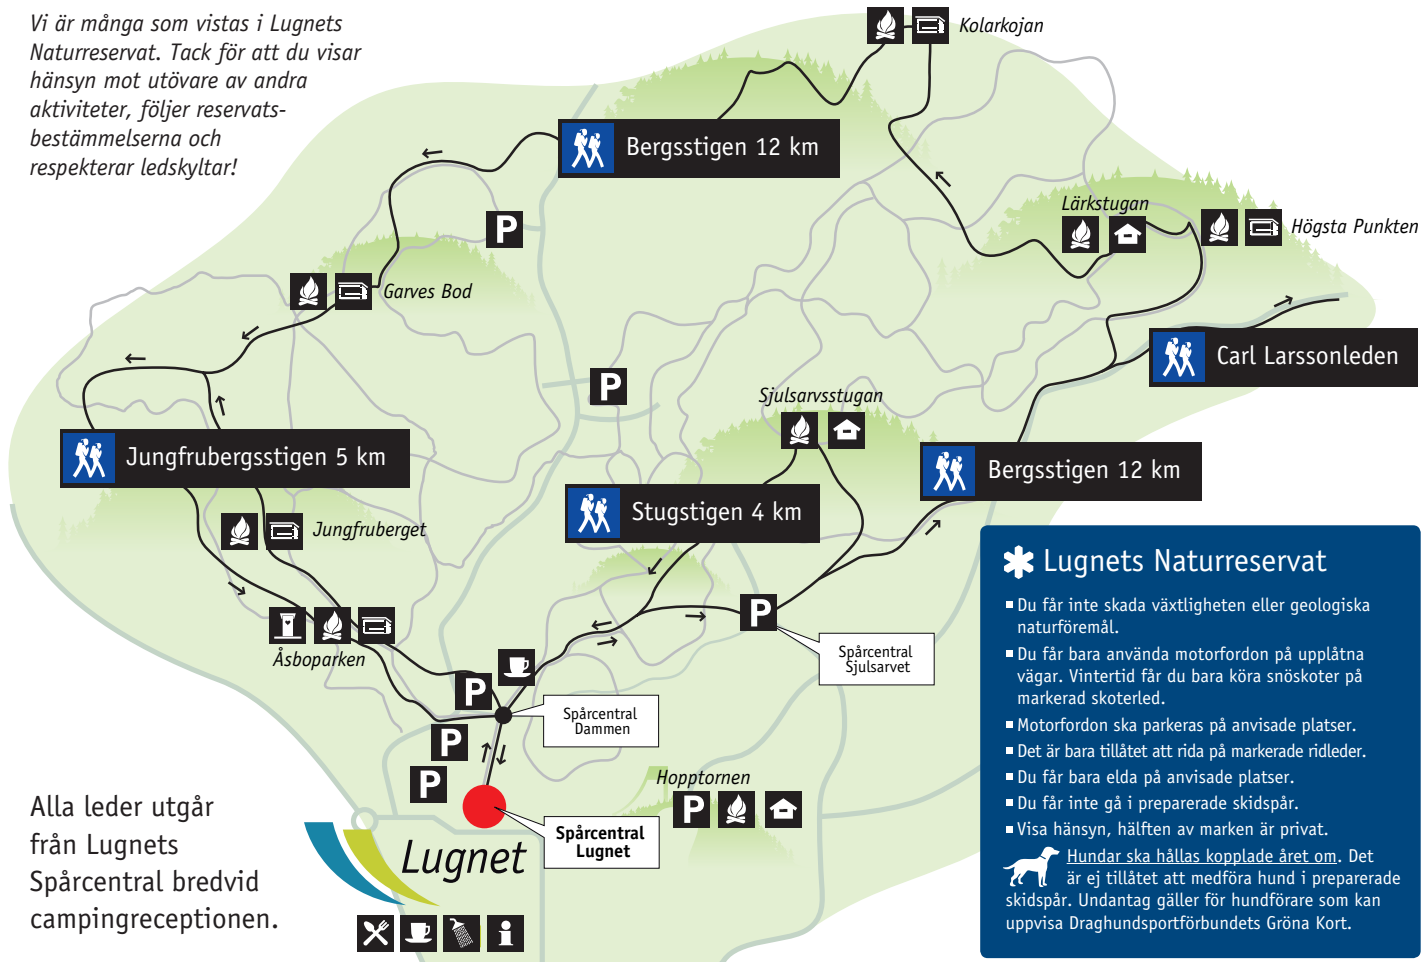 Vi är många som vistas i Lugnets
Naturreservat. Tack för att du visar
hänsyn mot utövare av andra
aktiviteter, följer reservats-
bestämmelserna och
respekterar ledskyltar!
Kolarkojan
Bergsstigen 12 km
Lärkstugan
Högsta Punkten
P
Garves Bod
Carl Larssonleden
P
Sjulsarvsstugan
Jungfrubergsstigen 5 km
Bergsstigen 12 km
Stugstigen 4 km
Jungfruberget
P
Åsboparken
Spårcentral
Sjulsarvet
P
Spårcentral
Dammen
P
P
Hopptornen
P
Spårcentral
Lugnet
Lugnet
i
Alla leder utgår
från Lugnets
Spårcentral bredvid
campingreceptionen.
Lugnets Naturreservat
Du får inte skada växtligheten eller geologiska
naturföremål.
Du får bara använda motorfordon på upplåtna
vägar. Vintertid får du bara köra snöskoter på
markerad skoterled.
Motorfordon ska parkeras på anvisade platser.
Det är bara tillåtet att rida på markerade ridleder.
Du får bara elda på anvisade platser.
Du får inte gå i preparerade skidspår.
Visa hänsyn, hälften av marken är privat.
Hundar ska hållas kopplade året om. Det
är ej tillåtet att medföra hund i preparerade
skidspår. Undantag gäller för hundförare som kan
uppvisa Draghundsportförbundets Gröna Kort.